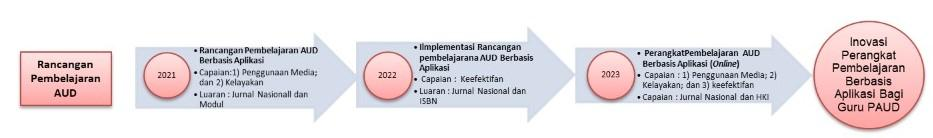 Rancangan
Pembelajaran
AUD
2021
• Rancangan Pembelajaran AUD
Berbasis Aplikasi
• Capaian:1) Penggunaan Media;
dan 2) Kelayakan
• Luaran : Jurnal Nasionall dan
Modul
2022
• IImplementasi Rancangan
pembelajarana AUD Berbasis
Aplikasi
• Capaian : Keefektifan
• Luaran : Jurnal Nasional dan
ISBN
2023
• PerangkatPembelajaran AUD
Berbasis Aplikasi (Online)
• Capaian : 1) Penggunaan Media; 2)
Kelayakan; dan 3) keefektifan
• Capaian : Jurnal Nasional dan HKI
Inovasi
Perangkat
Pembelajaran
Berbasis
Aplikasi Bagi
Guru PAUD